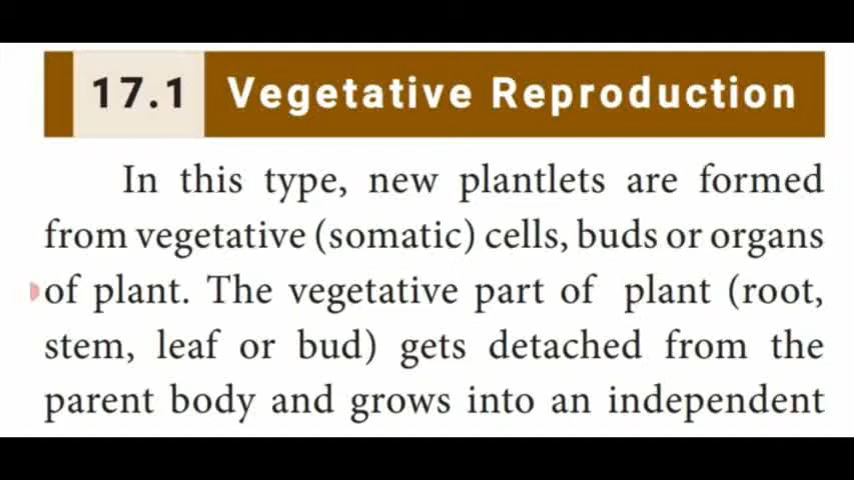 17.1 Vegetative Reproduction
In this type, new plantlets are formed
from vegetative (somatic) cells, buds or organs
of plant. The vegetative part of plant (root,
stem, leaf or bud) gets detached from the
parent body and grows into an independent